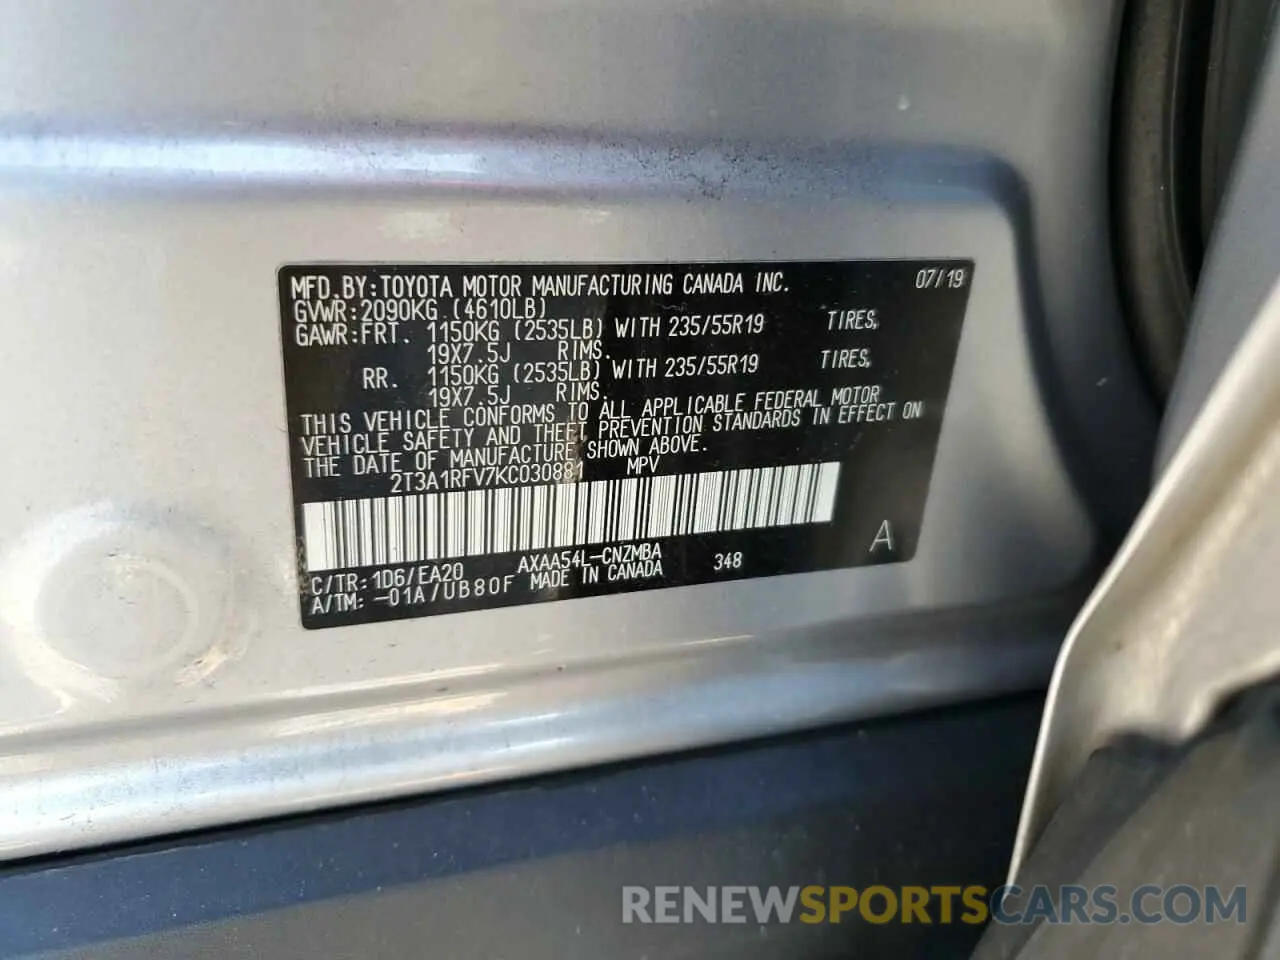 MFD.BY:TOYOTA MOTOR MANUFACTURING CANADA INC. 07/19
GVWR:2090KG (4610LB)
GAWR:FRT. 1150KG (2535LB) WITH 235/55R19 TIRES,
19X7.5J RIMS.
RR. 1150KG (2535LB) WITH 235/55R19 TIRES,
19X7.5J RIMS.
THIS VEHICLE CONFORMS TO ALL APPLICABLE FEDERAL MOTOR
VEHICLE SAFETY AND THEFT PREVENTION STANDARDS IN EFFECT ON
THE DATE OF MANUFACTURE SHOWN ABOVE.
2T3A1RFV7KC030881 MPV
C/TR:1D6/EA20 AXAA54L-CNZMBA 348 A
A/TM:-01A/UB80F MADE IN CANADA
RENEWSPORTSCARS.COM